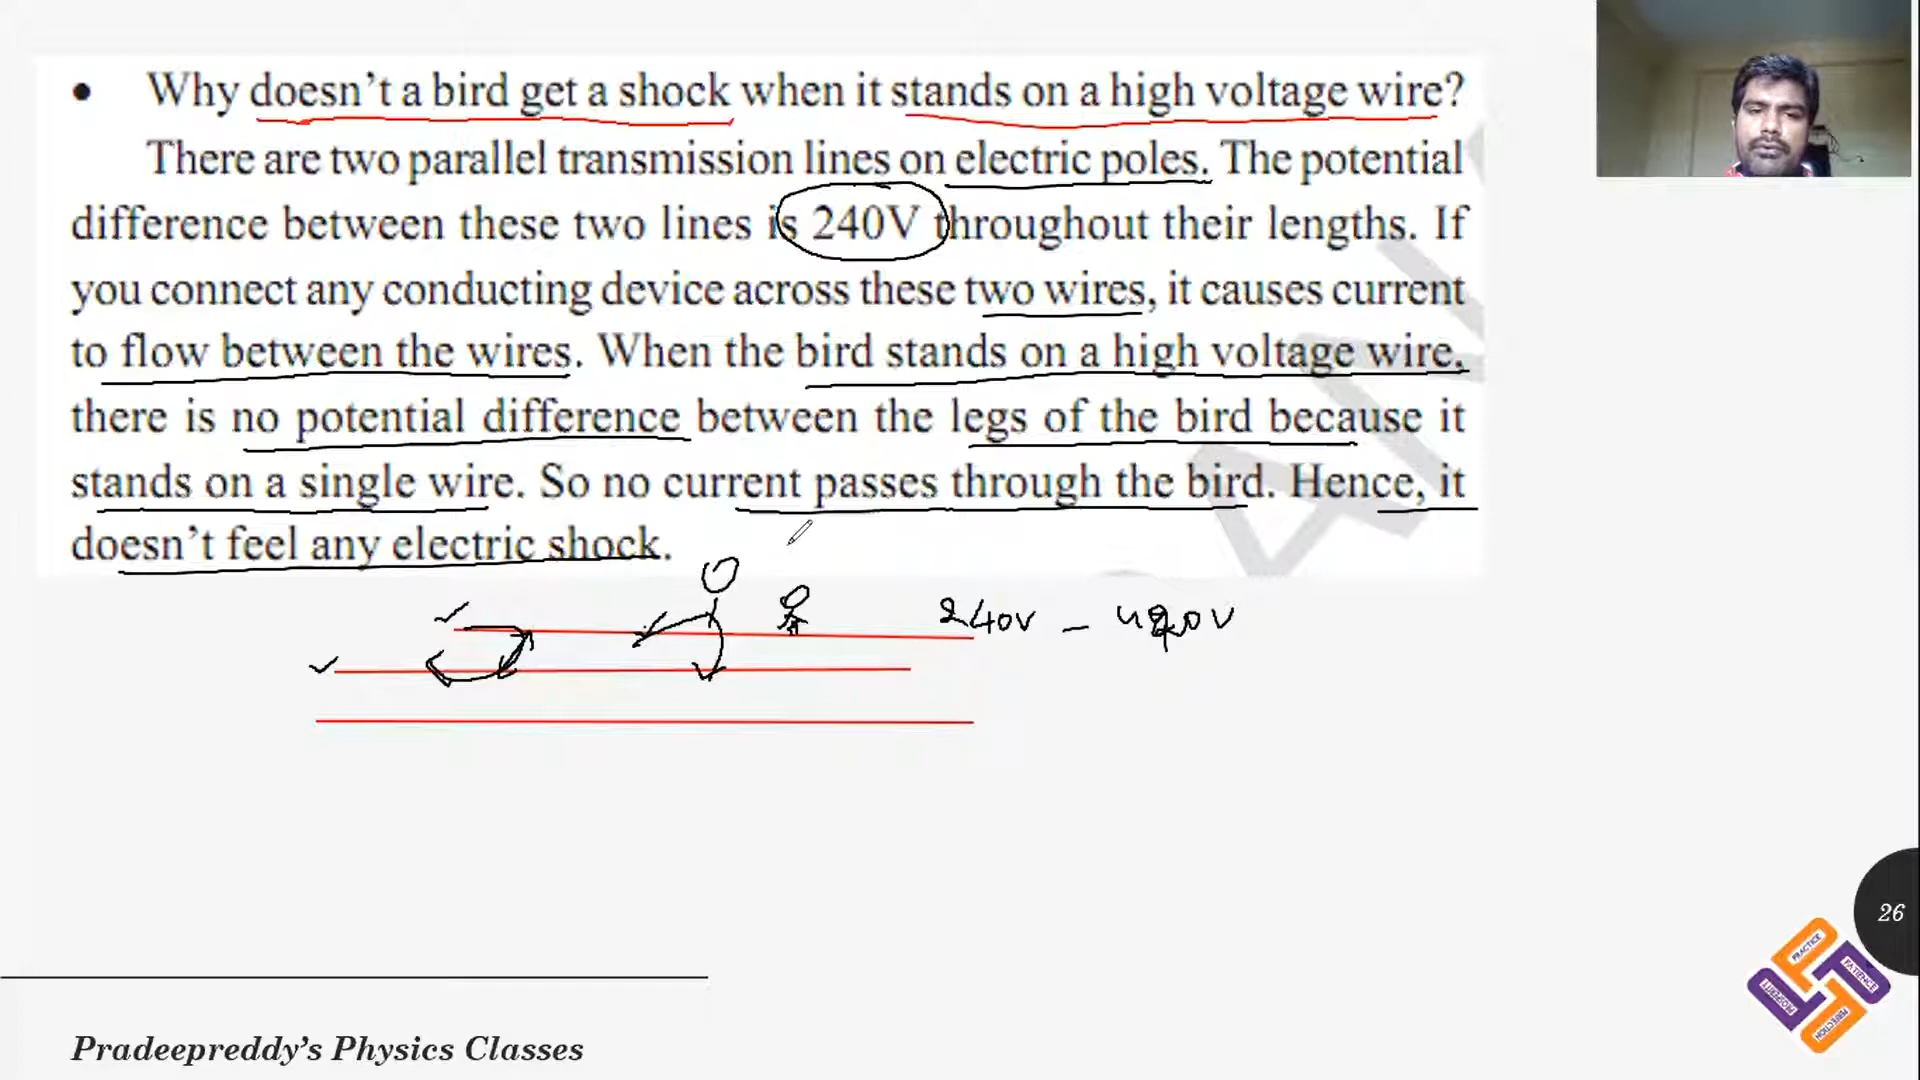 • Why doesn't a bird get a shock when it stands on a high voltage wire?
There are two parallel transmission lines on electric poles. The potential
difference between these two lines is 240V throughout their lengths. If
you connect any conducting device across these two wires, it causes current
to flow between the wires. When the bird stands on a high voltage wire,
there is no potential difference between the legs of the bird because it
stands on a single wire. So no current passes through the bird. Hence, it
doesn't feel any electric shock.
240V –
26
PRACTICE
PATIENCE
PERFECTION
PROSPERITY
Pradeepreddy's Physics Classes